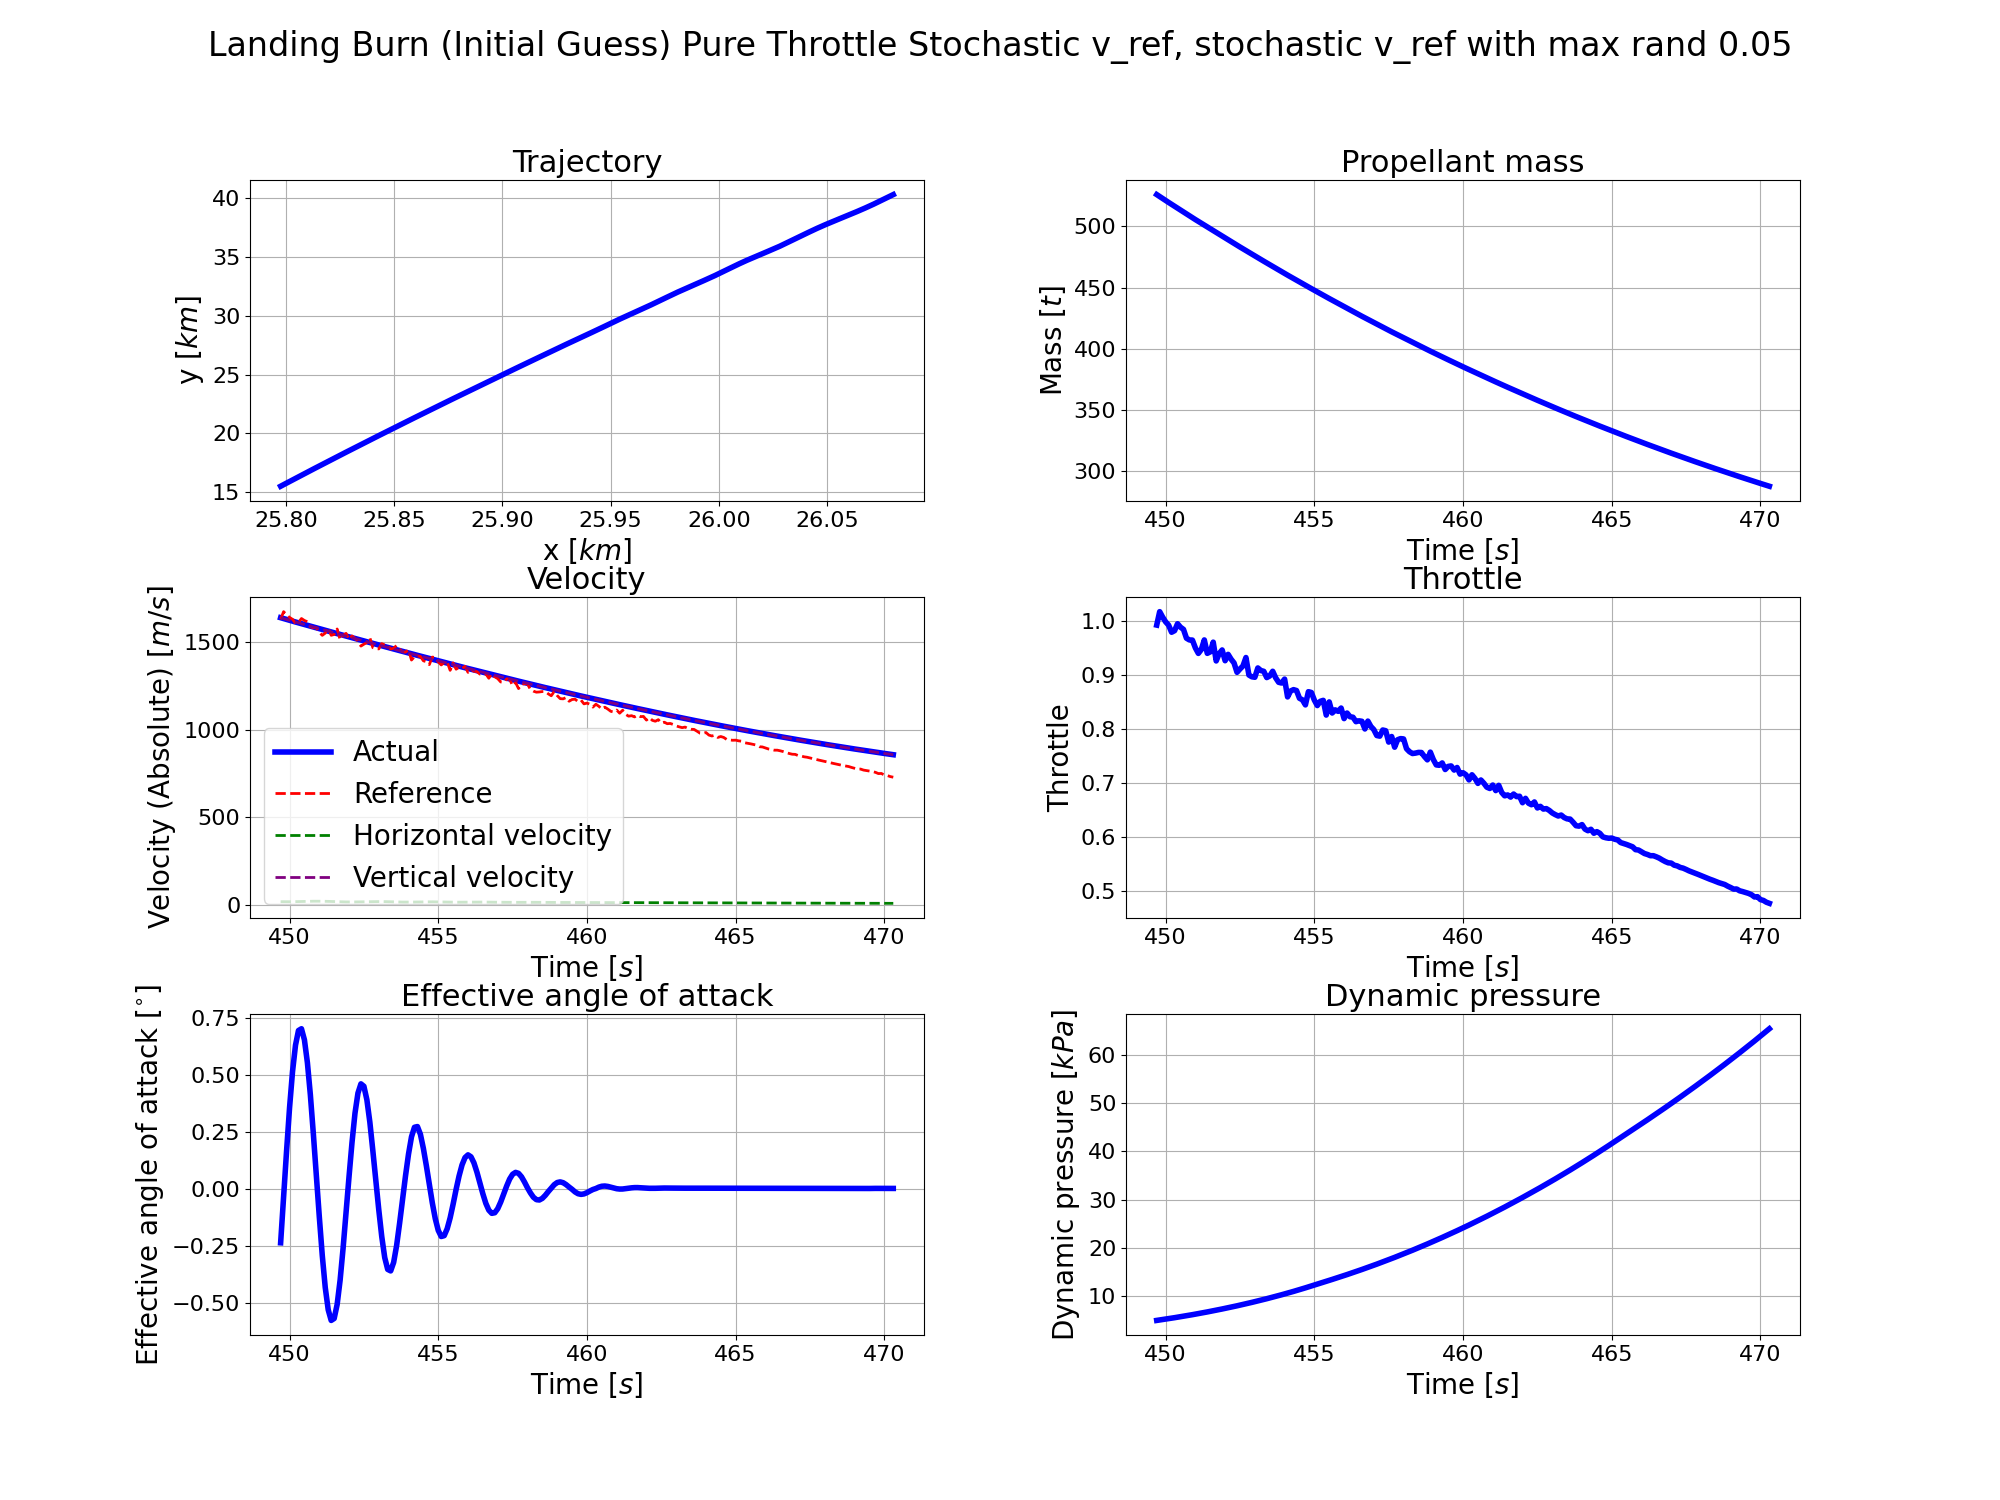 Landing Burn (Initial Guess) Pure Throttle Stochastic v_ref, stochastic v_ref with max rand 0.05
Trajectory
y [km]
40
35
30
25
20
15
25.80 25.85 25.90 25.95 26.00 26.05
x [km]
Propellant mass
Mass [t]
500
450
400
350
300
450 455 460 465 470
Time [s]
Velocity
Velocity (Absolute) [m/s]
1500
1000
500
0
Actual
Reference
Horizontal velocity
Vertical velocity
450 455 460 465 470
Time [s]
Throttle
Throttle
1.0
0.9
0.8
0.7
0.6
0.5
450 455 460 465 470
Time [s]
Effective angle of attack
Effective angle of attack [°]
0.75
0.50
0.25
0.00
−0.25
−0.50
450 455 460 465 470
Time [s]
Dynamic pressure
Dynamic pressure [kPa]
60
50
40
30
20
10
450 455 460 465 470
Time [s]